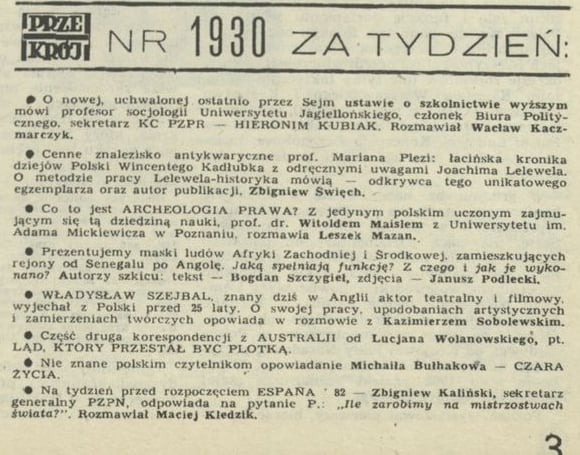 PRZE
KRÓJ
NR 1930 ZA TYDZIEŃ:
● O nowej, uchwalonej ostatnio przez Sejm ustawie o szkolnictwie wyższym
mówi profesor socjologii Uniwersytetu Jagiellońskiego, członek Biura Polity-
cznego, sekretarz KC PZPR — HIERONIM KUBIAK. Rozmawiał Wacław Kacz-
marczyk.
● Cenne znalezisko antykwaryczne prof. Mariana Plezi: łacińska kronika
dziejów Polski Wincentego Kadłubka z odręcznymi uwagami Joachima Lelewela.
O metodzie pracy Lelewela-historyka mówią — odkrywca tego unikatowego
egzemplarza oraz autor publikacji, Zbigniew Święch.
● Co to jest ARCHEOLOGIA PRAWA? Z jedynym polskim uczonym zajmu-
jącym się tą dziedziną nauki, prof. dr. Witoldem Maislem z Uniwersytetu im.
Adama Mickiewicza w Poznaniu, rozmawia Leszek Mazan.
● Prezentujemy maski ludów Afryki Zachodniej i Środkowej, zamieszkujących
rejony od Senegalu po Angolę. Jaką spełniają funkcję? Z czego i jak je wyko-
nano? Autorzy szkicu: tekst — Bogdan Szczygieł, zdjęcia — Janusz Podlecki.
● WŁADYSŁAW SZEJBAL, znany dziś w Anglii aktor teatralny i filmowy,
wyjechał z Polski przed 25 laty. O swojej pracy, upodobaniach artystycznych
i zamierzeniach twórczych opowiada w rozmowie z Kazimierzem Sobolewskim.
● Część druga korespondencji z AUSTRALII od Lucjana Wolanowskiego, pt.
LĄD, KTÓRY PRZESTAŁ BYĆ PLOTKĄ.
● Nie znane polskim czytelnikom opowiadanie Michaiła Bułhakowa — CZARA
ŻYCIA.
● Na tydzień przed rozpoczęciem ESPAÑA '82 — Zbigniew Kaliński, sekretarz
generalny PZPN, odpowiada na pytanie P.: „Ile zarobimy na mistrzostwach
świata?". Rozmawiał Maciej Kledzik.
3